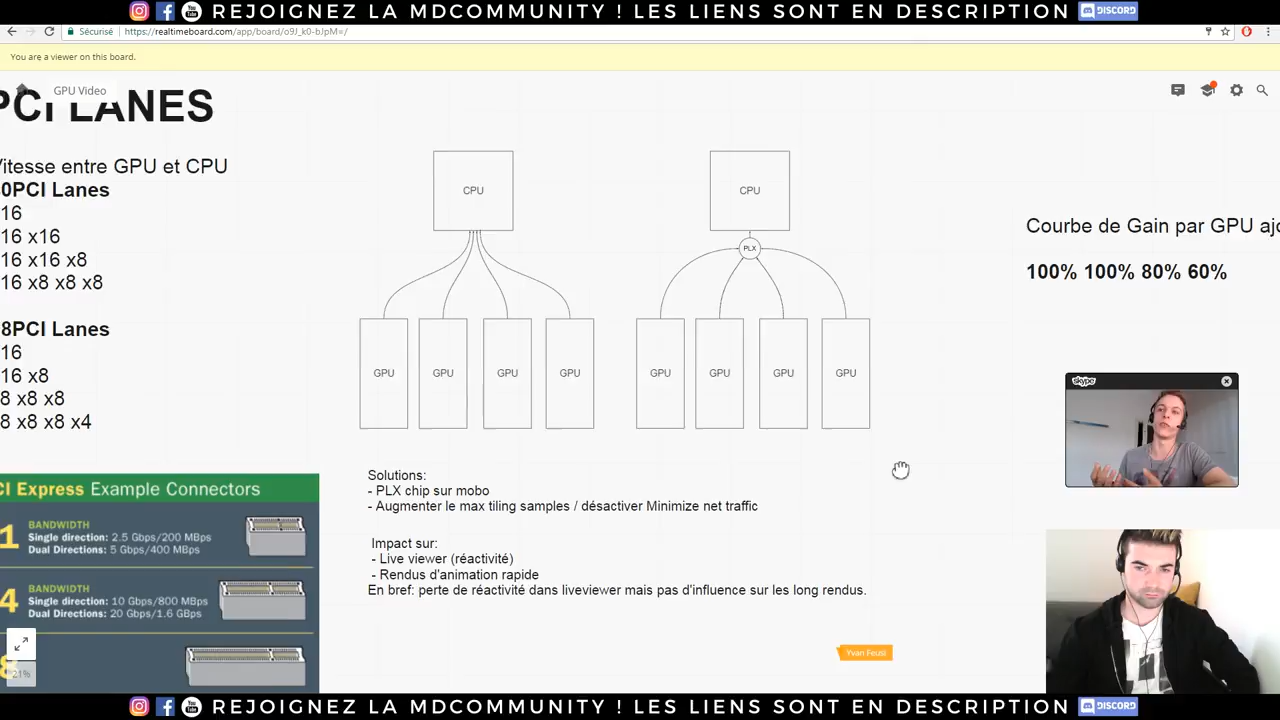 REJOIGNEZ LA MDCOMMUNITY ! LES LIENS SONT EN DESCRIPTION DISCORD
Sécurisé https://realtimeboard.com/app/board/o9J_k0-bJpM=/
You are a viewer on this board.
GPU Video
PCI LANES
Vitesse entre GPU et CPU
0PCI Lanes
16
16 x16
16 x16 x8
16 x8 x8 x8
8PCI Lanes
16
16 x8
8 x8 x8
8 x8 x8 x4
CPU
GPU GPU GPU GPU
CPU
PLX
GPU GPU GPU GPU
Courbe de Gain par GPU ajo
100% 100% 80% 60%
skype
Solutions:
- PLX chip sur mobo
- Augmenter le max tiling samples / désactiver Minimize net traffic
Impact sur:
- Live viewer (réactivité)
- Rendus d'animation rapide
En bref: perte de réactivité dans liveviewer mais pas d'influence sur les long rendus.
CI Express Example Connectors
1 BANDWIDTH
Single direction: 2.5 Gbps/200 MBps
Dual Directions: 5 Gbps/400 MBps
4 BANDWIDTH
Single direction: 10 Gbps/800 MBps
Dual Directions: 20 Gbps/1.6 GBps
21%
Yvan Feusi
REJOIGNEZ LA MDCOMMUNITY ! LES LIENS SONT EN DESCRIPTION DISCORD